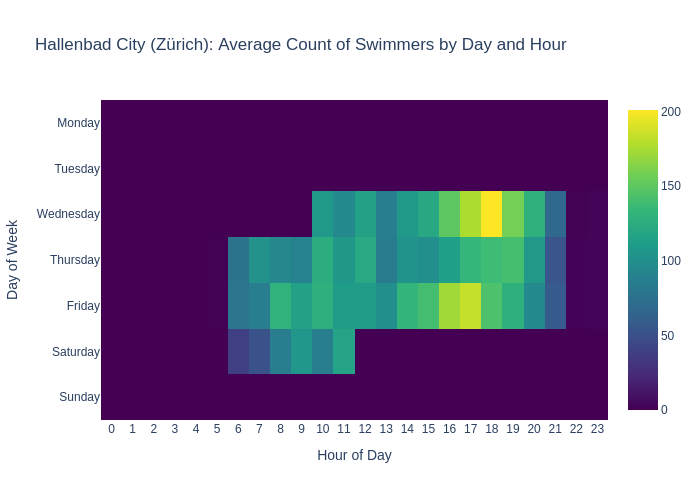 Hallenbad City (Zürich): Average Count of Swimmers by Day and Hour
Day of Week
Monday
Tuesday
Wednesday
Thursday
Friday
Saturday
Sunday
0 1 2 3 4 5 6 7 8 9 10 11 12 13 14 15 16 17 18 19 20 21 22 23
Hour of Day
200
150
100
50
0